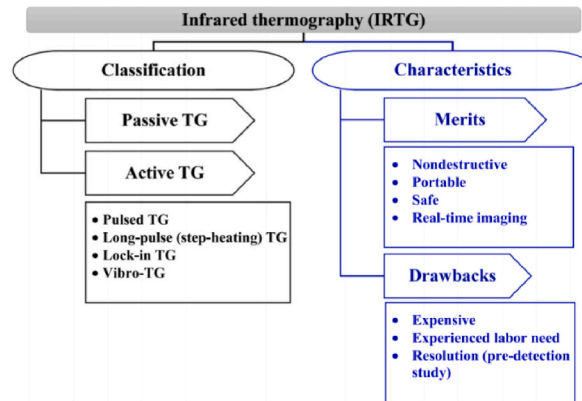 Infrared thermography (IRTG)
Classification
Passive TG
Active TG
• Pulsed TG
• Long-pulse (step-heating) TG
• Lock-in TG
• Vibro-TG
Characteristics
Merits
• Nondestructive
• Portable
• Safe
• Real-time imaging
Drawbacks
• Expensive
• Experienced labor need
• Resolution (pre-detection
study)